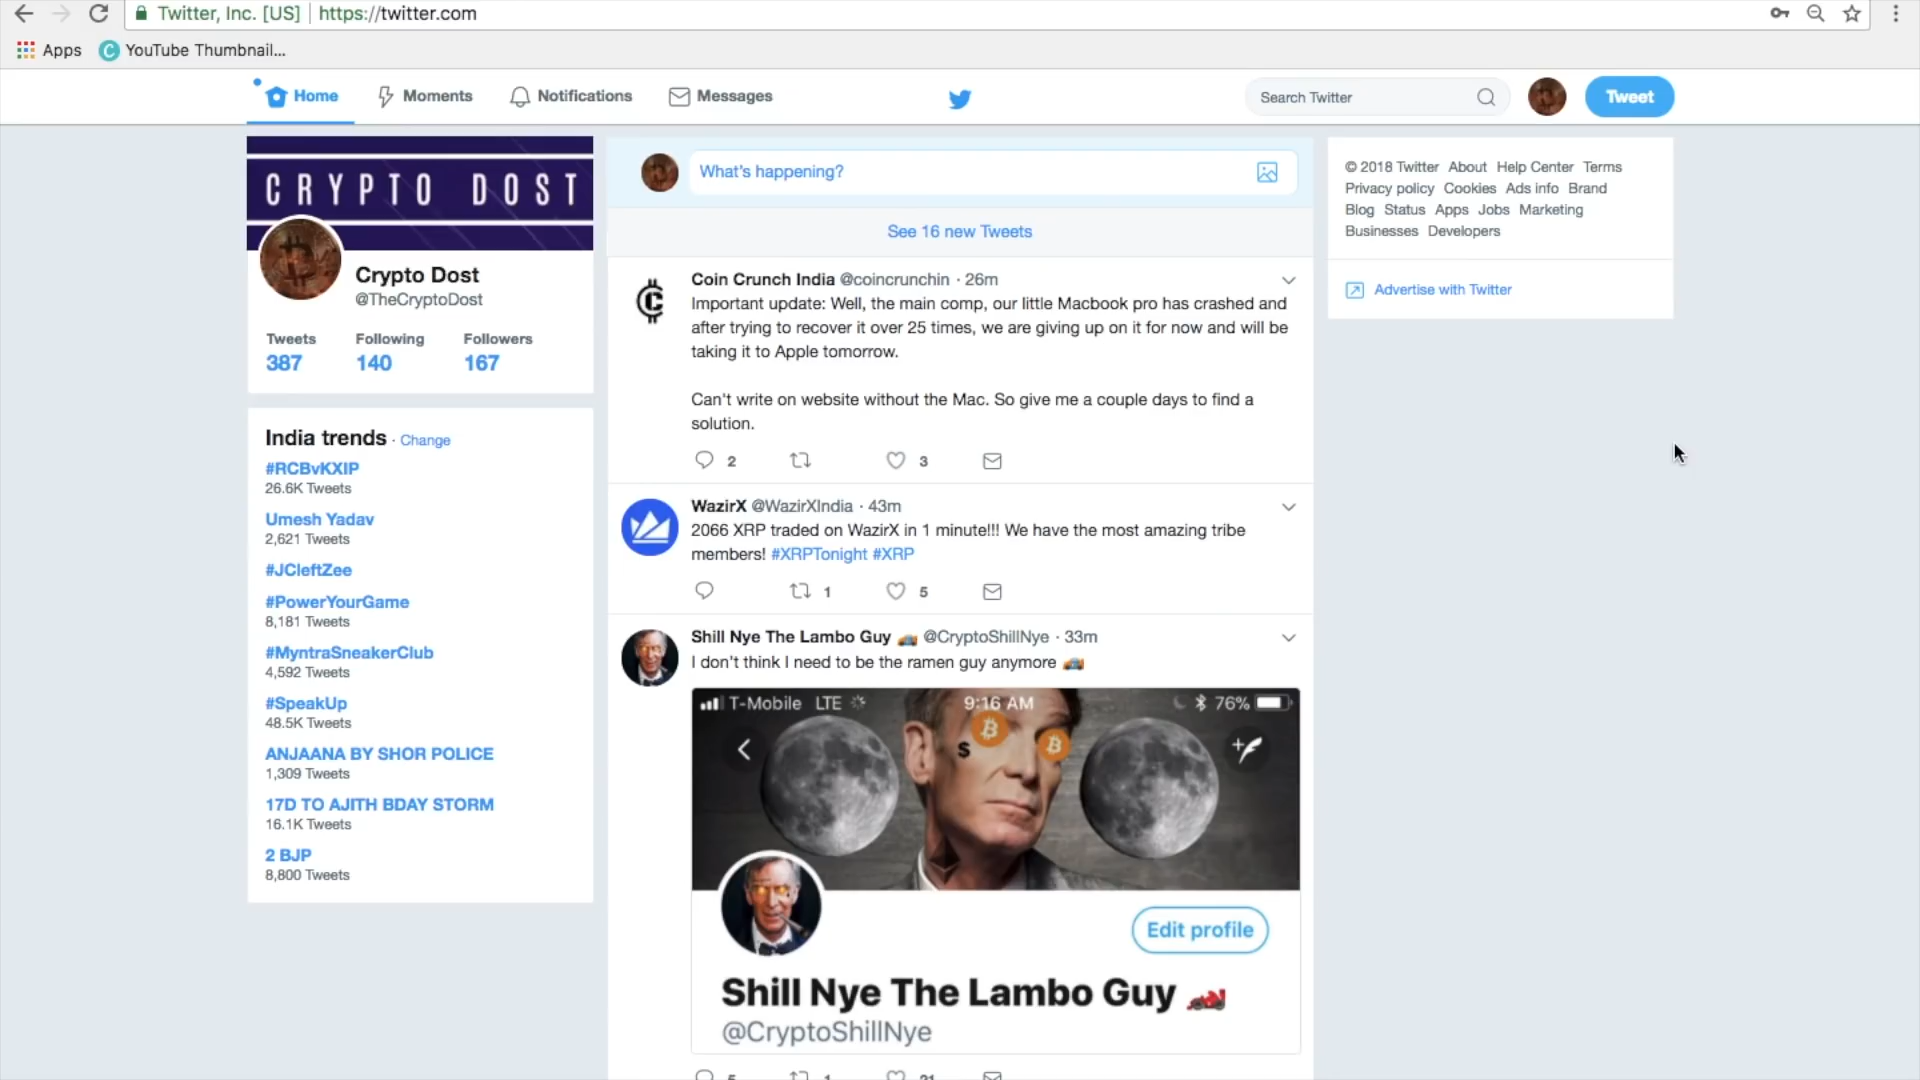 Twitter, Inc. [US] https://twitter.com
Apps YouTube Thumbnail...
Home Moments Notifications Messages Search Twitter Tweet
CRYPTO DOST
Crypto Dost
@TheCryptoDost
Tweets Following Followers
387 140 167
India trends · Change
#RCBvKXIP
26.6K Tweets
Umesh Yadav
2,621 Tweets
#JCleftZee
#PowerYourGame
8,181 Tweets
#MyntraSneakerClub
4,592 Tweets
#SpeakUp
48.5K Tweets
ANJAANA BY SHOR POLICE
1,309 Tweets
17D TO AJITH BDAY STORM
16.1K Tweets
2 BJP
8,800 Tweets
What's happening?
See 16 new Tweets
Coin Crunch India @coincrunchin · 26m
Important update: Well, the main comp, our little Macbook pro has crashed and
after trying to recover it over 25 times, we are giving up on it for now and will be
taking it to Apple tomorrow.
Can't write on website without the Mac. So give me a couple days to find a
solution.
2 3
WazirX @WazirXIndia · 43m
2066 XRP traded on WazirX in 1 minute!!! We have the most amazing tribe
members! #XRPTonight #XRP
1 5
Shill Nye The Lambo Guy @CryptoShillNye · 33m
I don't think I need to be the ramen guy anymore
T-Mobile LTE 9:16 AM 76%
Edit profile
Shill Nye The Lambo Guy
@CryptoShillNye
5 1 21
© 2018 Twitter About Help Center Terms
Privacy policy Cookies Ads info Brand
Blog Status Apps Jobs Marketing
Businesses Developers
Advertise with Twitter